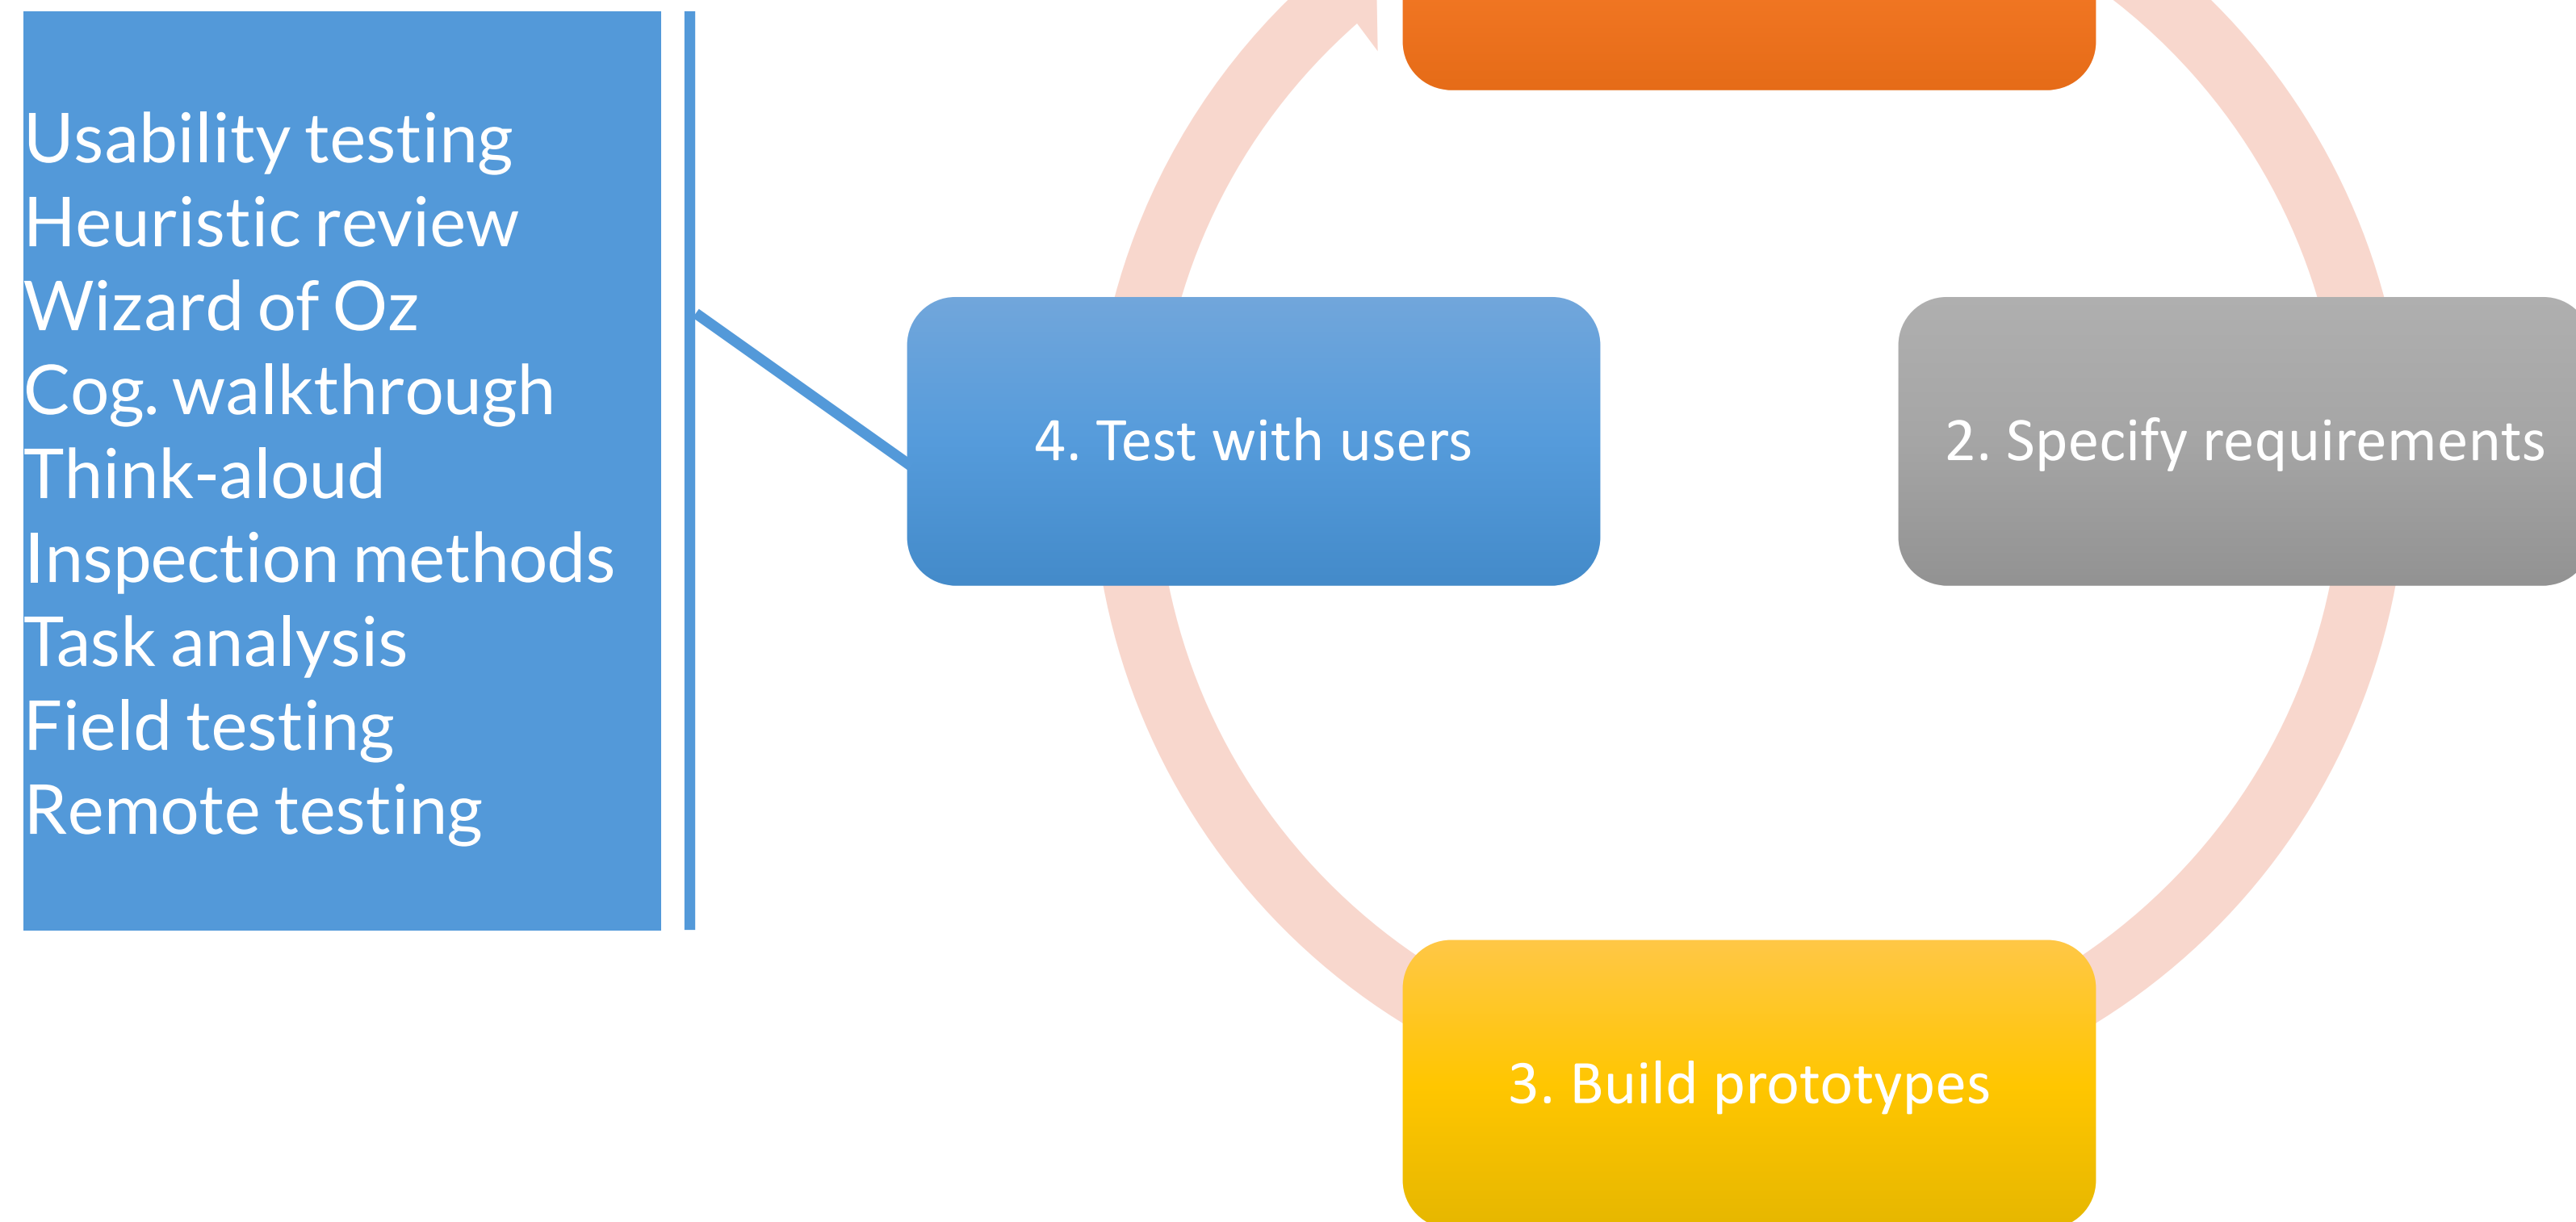 Usability testing
Heuristic review
Wizard of Oz
Cog. walkthrough
Think-aloud
Inspection methods
Task analysis
Field testing
Remote testing
4. Test with users
2. Specify requirements
3. Build prototypes